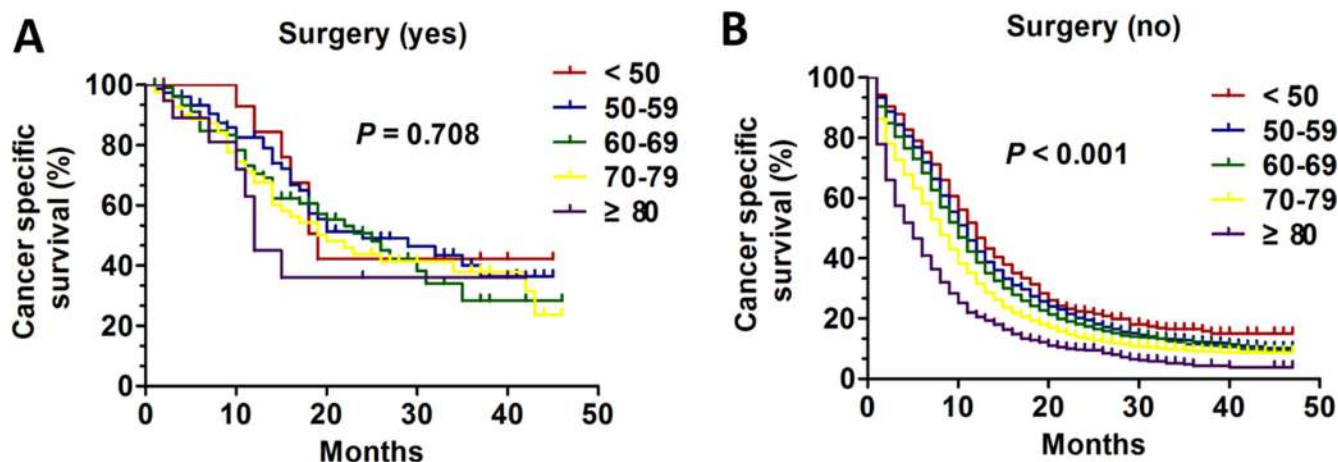 A
Surgery (yes)
Cancer specific
survival (%)
100
80
60
40
20
0
0 10 20 30 40 50
Months
P = 0.708
< 50
50-59
60-69
70-79
≥ 80
B
Surgery (no)
Cancer specific
survival (%)
100
80
60
40
20
0
0 10 20 30 40 50
Months
P < 0.001
< 50
50-59
60-69
70-79
≥ 80